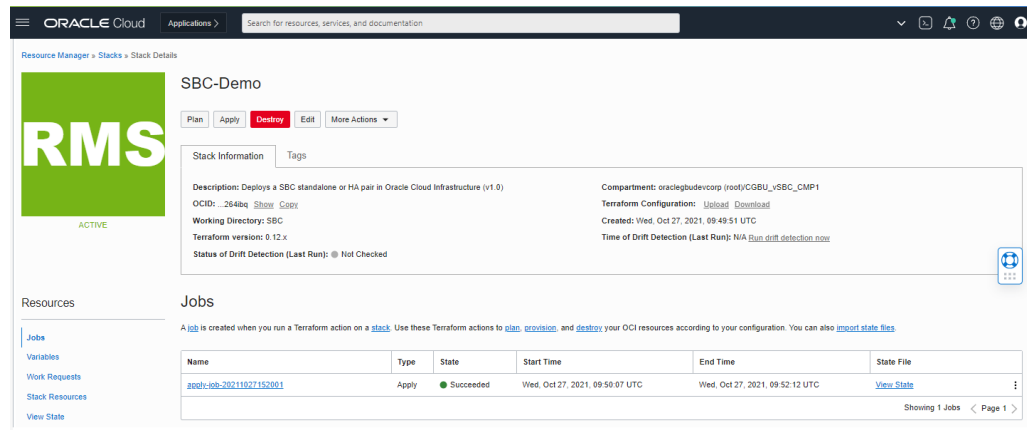 ORACLE Cloud Applications > Search for resources, services, and documentation
Resource Manager » Stacks » Stack Details
RMS
ACTIVE
SBC-Demo
Plan Apply Destroy Edit More Actions
Stack Information Tags
Description: Deploys a SBC standalone or HA pair in Oracle Cloud Infrastructure (v1.0)
OCID: ...264ibq Show Copy
Working Directory: SBC
Terraform version: 0.12.x
Status of Drift Detection (Last Run): Not Checked
Compartment: oraclegbudevcorp (root)/CGBU_vSBC_CMP1
Terraform Configuration: Upload Download
Created: Wed, Oct 27, 2021, 09:49:51 UTC
Time of Drift Detection (Last Run): N/A Run drift detection now
Resources
Jobs
Variables
Work Requests
Stack Resources
View State
Jobs
A job is created when you run a Terraform action on a stack. Use these Terraform actions to plan, provision, and destroy your OCI resources according to your configuration. You can also import state files.
Name Type State Start Time End Time State File
apply-job-20211027152001 Apply Succeeded Wed, Oct 27, 2021, 09:50:07 UTC Wed, Oct 27, 2021, 09:52:12 UTC View State
Showing 1 Jobs < Page 1 >